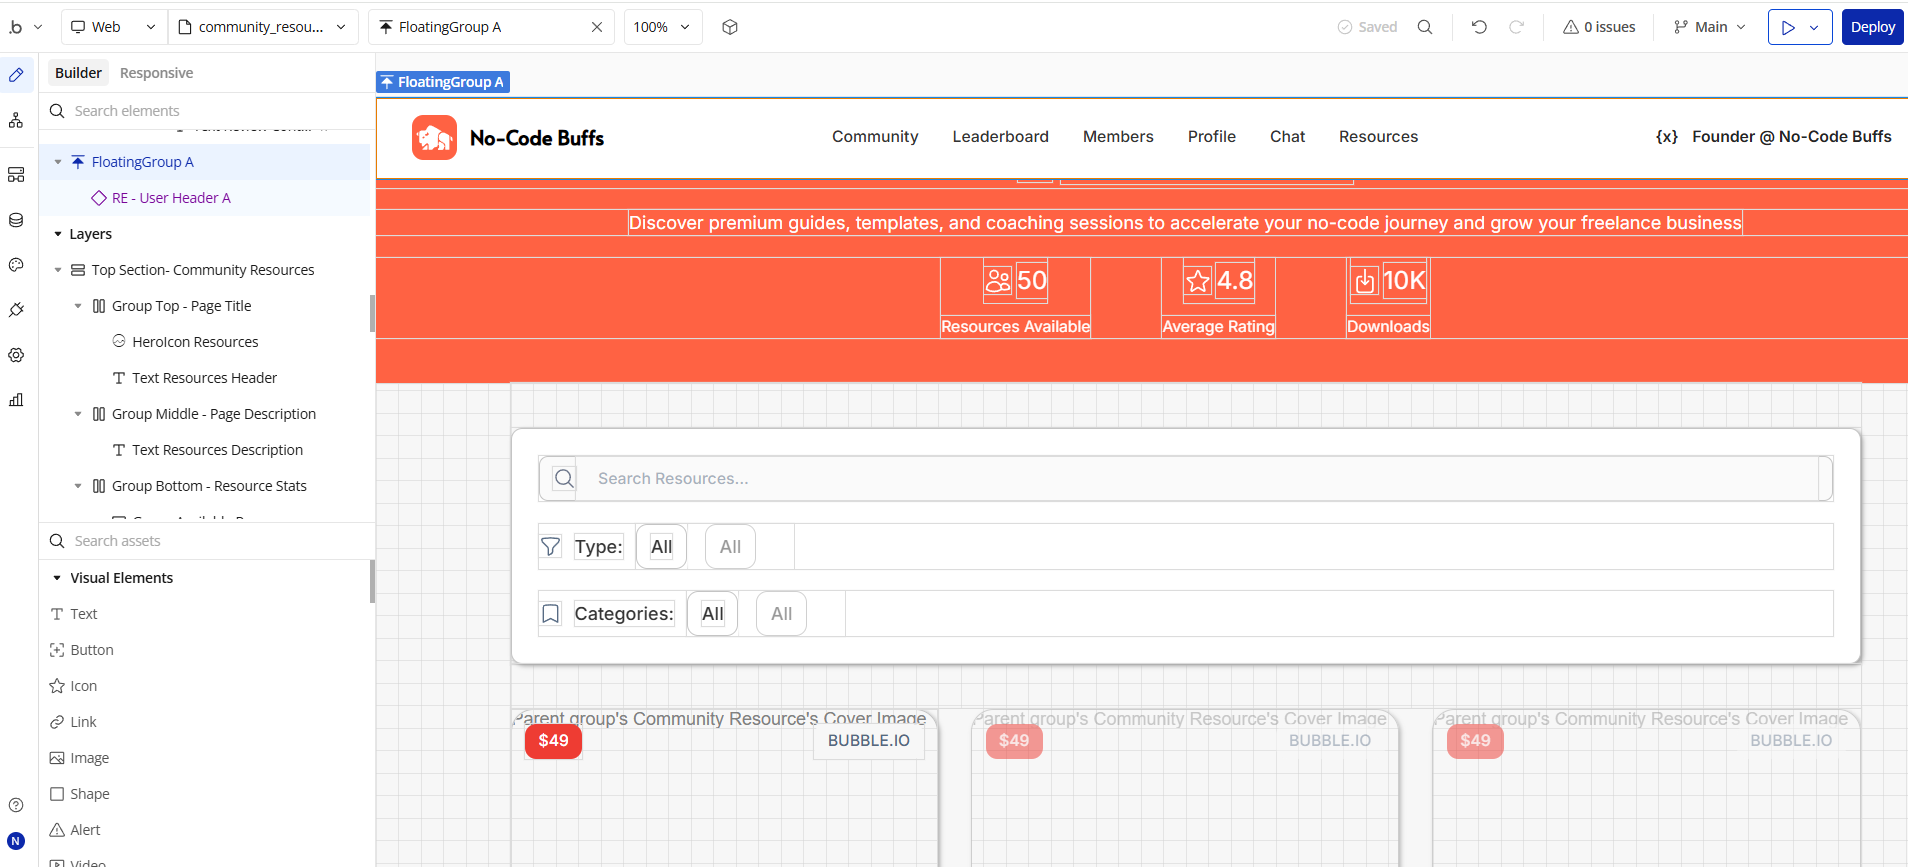 .b Web community_resou... FloatingGroup A 100% Saved 0 issues Main Deploy
Builder Responsive
Search elements
FloatingGroup A
RE - User Header A
Layers
Top Section- Community Resources
Group Top - Page Title
HeroIcon Resources
Text Resources Header
Group Middle - Page Description
Text Resources Description
Group Bottom - Resource Stats
Search assets
Visual Elements
Text
Button
Icon
Link
Image
Shape
Alert
Video
N
FloatingGroup A
No-Code Buffs Community Leaderboard Members Profile Chat Resources {x} Founder @ No-Code Buffs
Discover premium guides, templates, and coaching sessions to accelerate your no-code journey and grow your freelance business
50 4.8 10K
Resources Available Average Rating Downloads
Search Resources...
Type: All All
Categories: All All
Parent group's Community Resource's Cover Image Parent group's Community Resource's Cover Image Parent group's Community Resource's Cover Image
$49 BUBBLE.IO $49 BUBBLE.IO $49 BUBBLE.IO